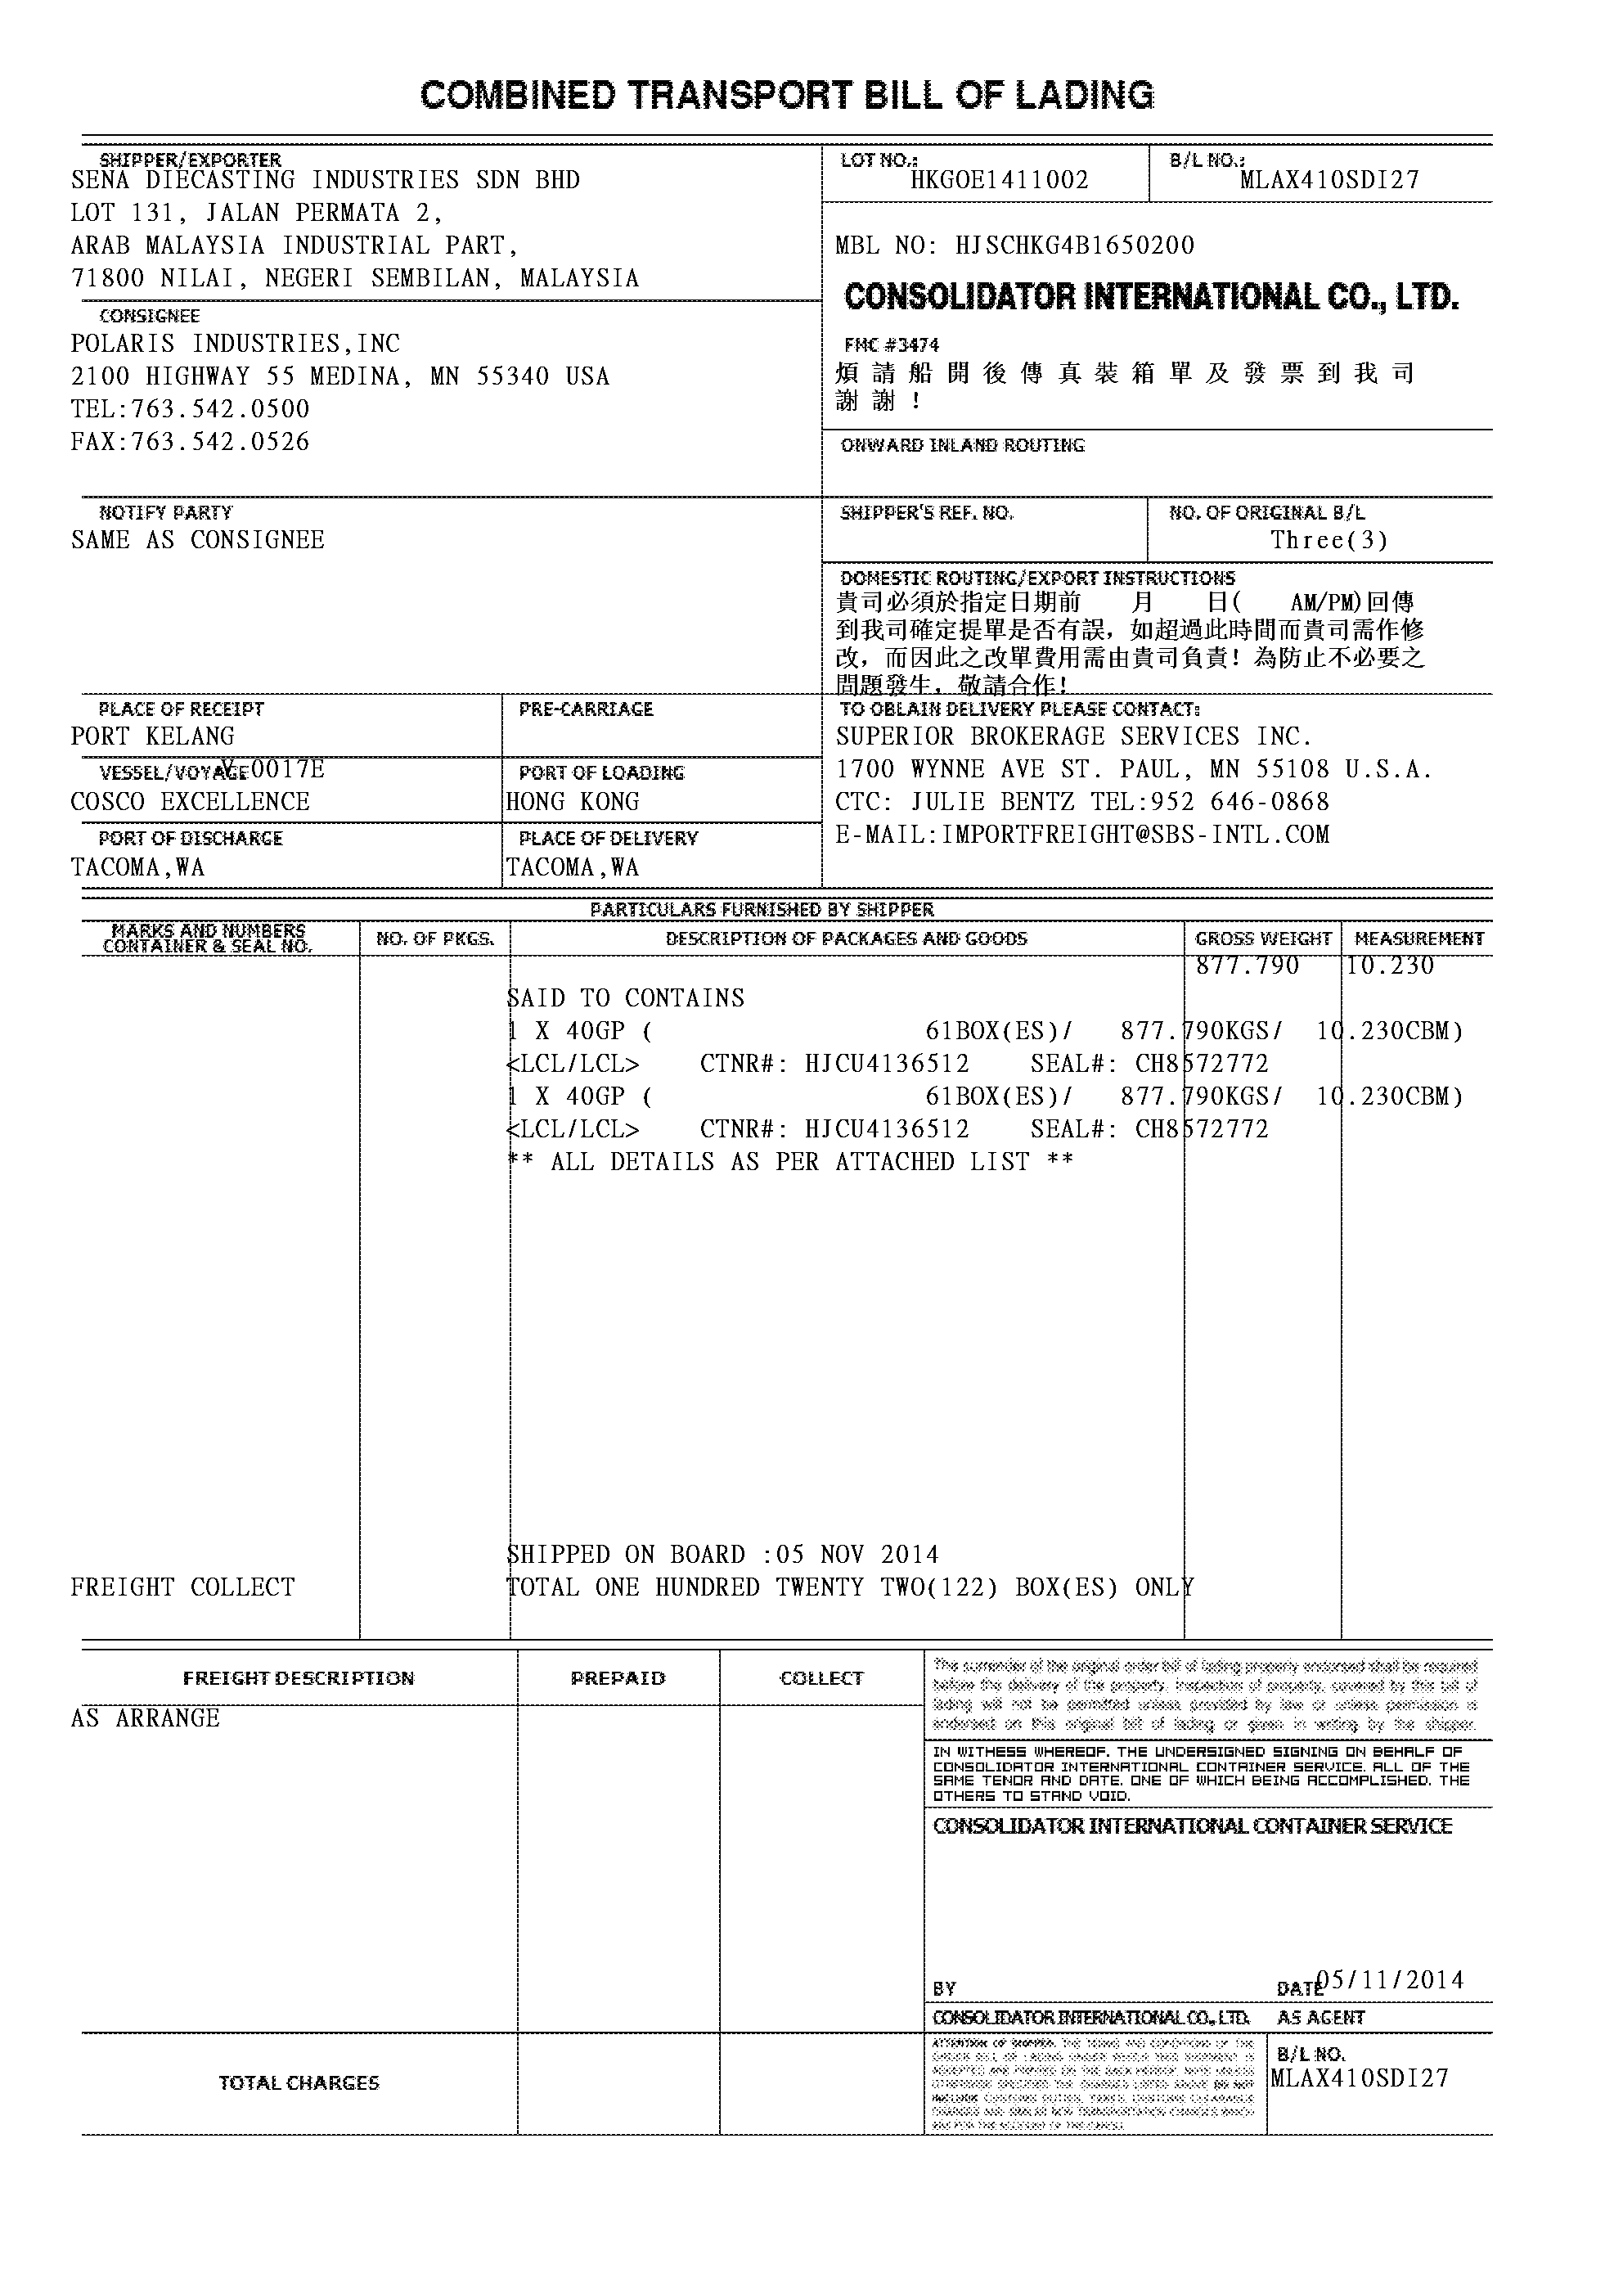 COMBINED TRANSPORT BILL OF LADING
SHIPPER/EXPORTER
SENA DIECASTING INDUSTRIES SDN BHD
LOT 131, JALAN PERMATA 2,
ARAB MALAYSIA INDUSTRIAL PART,
71800 NILAI, NEGERI SEMBILAN, MALAYSIA
LOT NO.:
HKGOE1411002
B/L NO.:
MLAX410SDI27
MBL NO: HJSCHKG4B1650200
CONSOLIDATOR INTERNATIONAL CO., LTD.
FMC #3474
煩請船開後傳真裝箱單及發票到我司
謝謝!
CONSIGNEE
POLARIS INDUSTRIES,INC
2100 HIGHWAY 55 MEDINA, MN 55340 USA
TEL:763.542.0500
FAX:763.542.0526
ONWARD INLAND ROUTING
NOTIFY PARTY
SAME AS CONSIGNEE
SHIPPER'S REF. NO.
NO. OF ORIGINAL B/L
Three(3)
DOMESTIC ROUTING/EXPORT INSTRUCTIONS
貴司必須於指定日期前 月 日( AM/PM)回傳
到我司確定提單是否有誤, 如超過此時間而貴司需作修
改, 而因此之改單費用需由貴司負責! 為防止不必要之
問題發生, 敬請合作!
PLACE OF RECEIPT
PORT KELANG
PRE-CARRIAGE
VESSEL/VOYAGE V.0017E
COSCO EXCELLENCE
PORT OF LOADING
HONG KONG
PORT OF DISCHARGE
TACOMA,WA
PLACE OF DELIVERY
TACOMA,WA
TO OBLAIN DELIVERY PLEASE CONTACT:
SUPERIOR BROKERAGE SERVICES INC.
1700 WYNNE AVE ST. PAUL, MN 55108 U.S.A.
CTC: JULIE BENTZ TEL:952 646-0868
E-MAIL:IMPORTFREIGHT@SBS-INTL.COM
PARTICULARS FURNISHED BY SHIPPER
MARKS AND NUMBERS
CONTAINER & SEAL NO.
NO. OF PKGS.
DESCRIPTION OF PACKAGES AND GOODS
GROSS WEIGHT
MEASUREMENT
877.790 10.230
SAID TO CONTAINS
1 X 40GP ( 61BOX(ES)/ 877.790KGS/ 10.230CBM)
<LCL/LCL> CTNR#: HJCU4136512 SEAL#: CH8572772
1 X 40GP ( 61BOX(ES)/ 877.790KGS/ 10.230CBM)
<LCL/LCL> CTNR#: HJCU4136512 SEAL#: CH8572772
** ALL DETAILS AS PER ATTACHED LIST **
SHIPPED ON BOARD :05 NOV 2014
FREIGHT COLLECT TOTAL ONE HUNDRED TWENTY TWO(122) BOX(ES) ONLY
FREIGHT DESCRIPTION
PREPAID
COLLECT
AS ARRANGE
The surrender of the original order bill of lading properly endorsed shall be required
before the delivery of the property. Inspection of property covered by this bill of
lading will not be permitted unless provided by law or unless permission is
endorsed on this original bill of lading or given in writing by the shipper.
IN WITHESS WHEREOF, THE UNDERSIGNED SIGNING ON BEHALF OF
CONSOLIDATOR INTERNATIONAL CONTAINER SERVICE. ALL OF THE
SAME TENOR AND DATE. ONE OF WHICH BEING ACCOMPLISHED, THE
OTHERS TO STAND VOID.
CONSOLIDATOR INTERNATIONAL CONTAINER SERVICE
BY
DATE 05/11/2014
CONSOLIDATOR INTERNATIONAL CO., LTD. AS AGENT
TOTAL CHARGES
B/L NO.
MLAX410SDI27